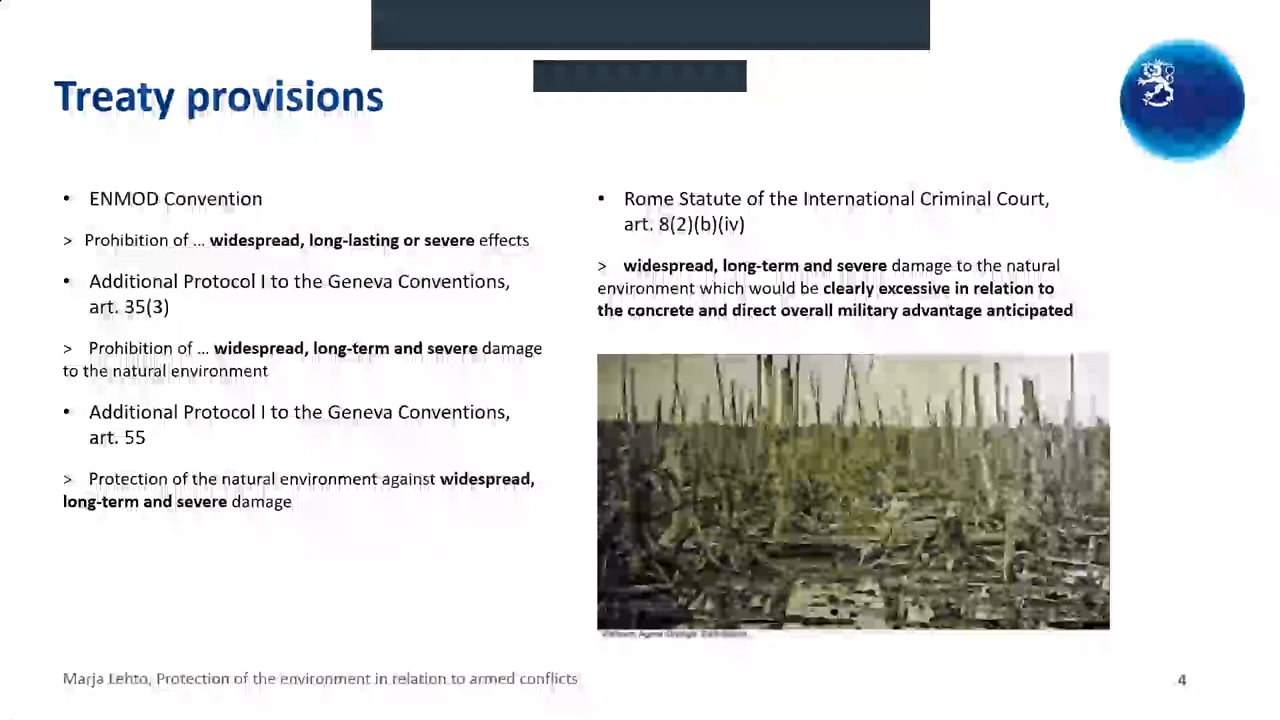 Treaty provisions
• ENMOD Convention
> Prohibition of ... widespread, long-lasting or severe effects
• Additional Protocol I to the Geneva Conventions,
art. 35(3)
> Prohibition of ... widespread, long-term and severe damage
to the natural environment
• Additional Protocol I to the Geneva Conventions,
art. 55
> Protection of the natural environment against widespread,
long-term and severe damage
• Rome Statute of the International Criminal Court,
art. 8(2)(b)(iv)
> widespread, long-term and severe damage to the natural
environment which would be clearly excessive in relation to
the concrete and direct overall military advantage anticipated
Vietnam Agent Orange
Marja Lehto, Protection of the environment in relation to armed conflicts
4